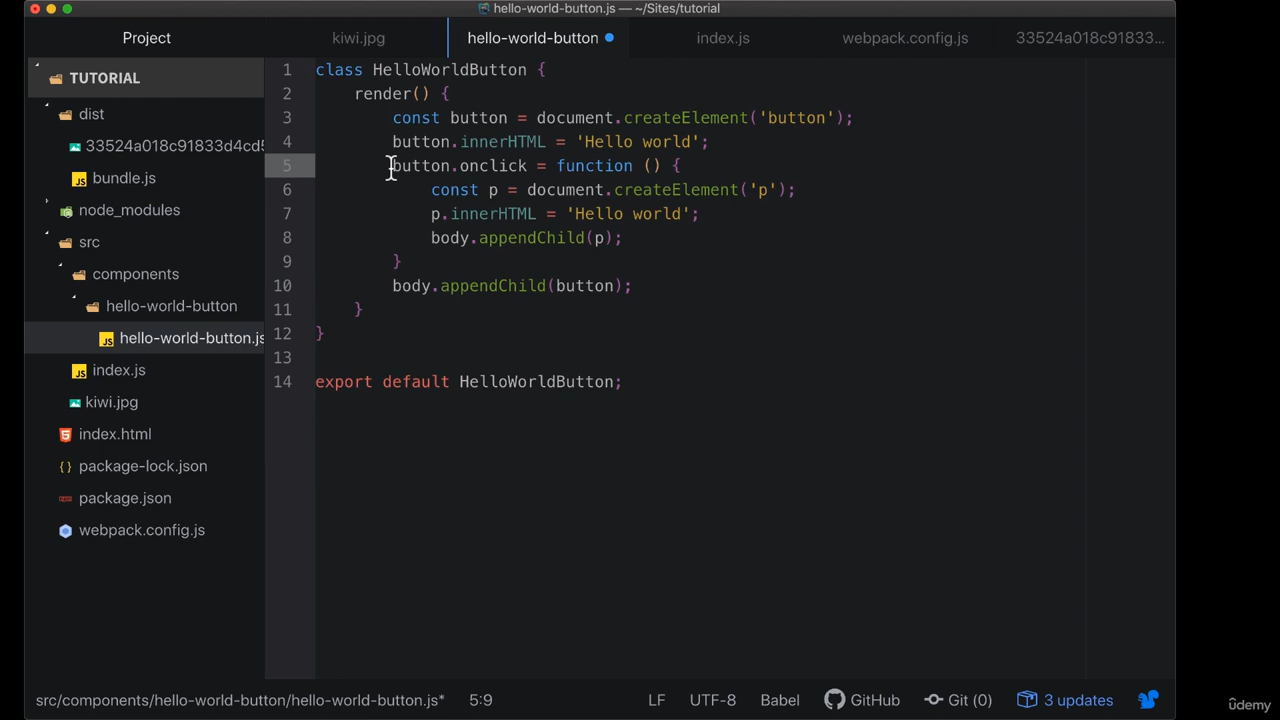 hello-world-button.js — ~/Sites/tutorial
Project
kiwi.jpg
hello-world-button
index.js
webpack.config.js
33524a018c91833...
TUTORIAL
dist
33524a018c91833d4cd5
bundle.js
node_modules
src
components
hello-world-button
hello-world-button.js
index.js
kiwi.jpg
index.html
package-lock.json
package.json
webpack.config.js
1 class HelloWorldButton {
2 render() {
3 const button = document.createElement('button');
4 button.innerHTML = 'Hello world';
5 button.onclick = function () {
6 const p = document.createElement('p');
7 p.innerHTML = 'Hello world';
8 body.appendChild(p);
9 }
10 body.appendChild(button);
11 }
12 }
13
14 export default HelloWorldButton;
src/components/hello-world-button/hello-world-button.js* 5:9 LF UTF-8 Babel GitHub Git (0) 3 updates
ûdemy